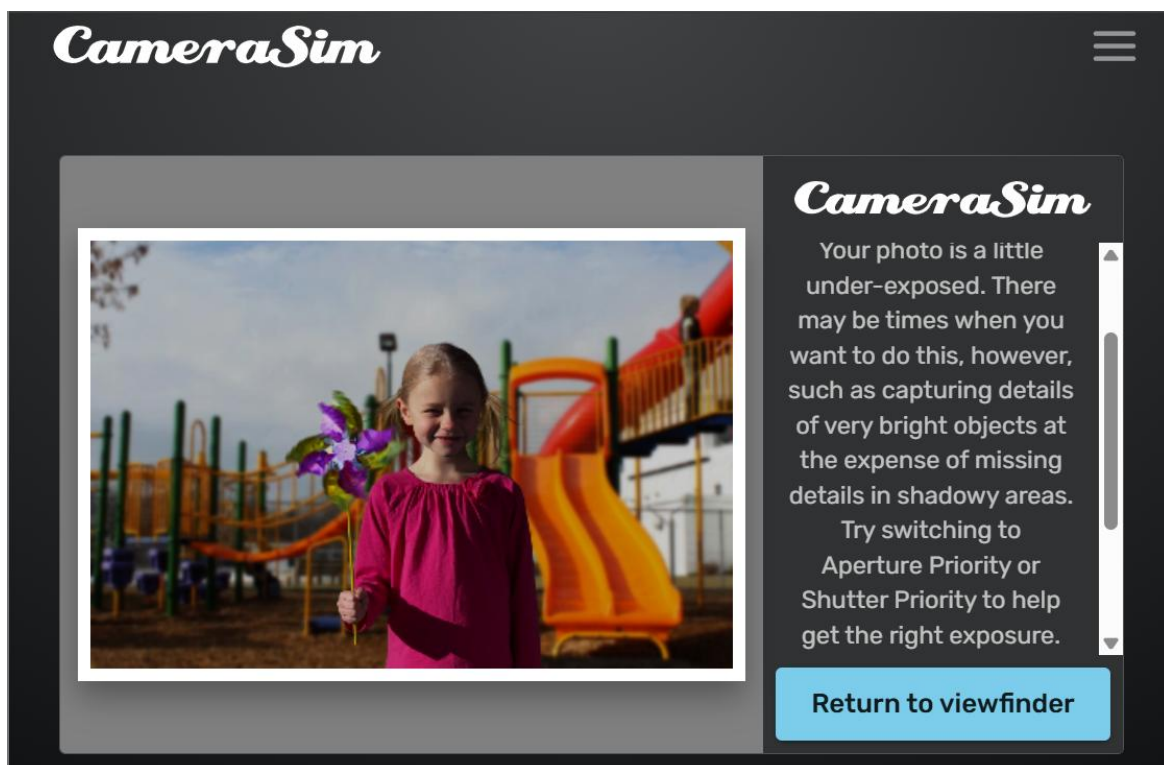 CameraSim
CameraSim
Your photo is a little
under-exposed. There
may be times when you
want to do this, however,
such as capturing details
of very bright objects at
the expense of missing
details in shadowy areas.
Try switching to
Aperture Priority or
Shutter Priority to help
get the right exposure.
Return to viewfinder